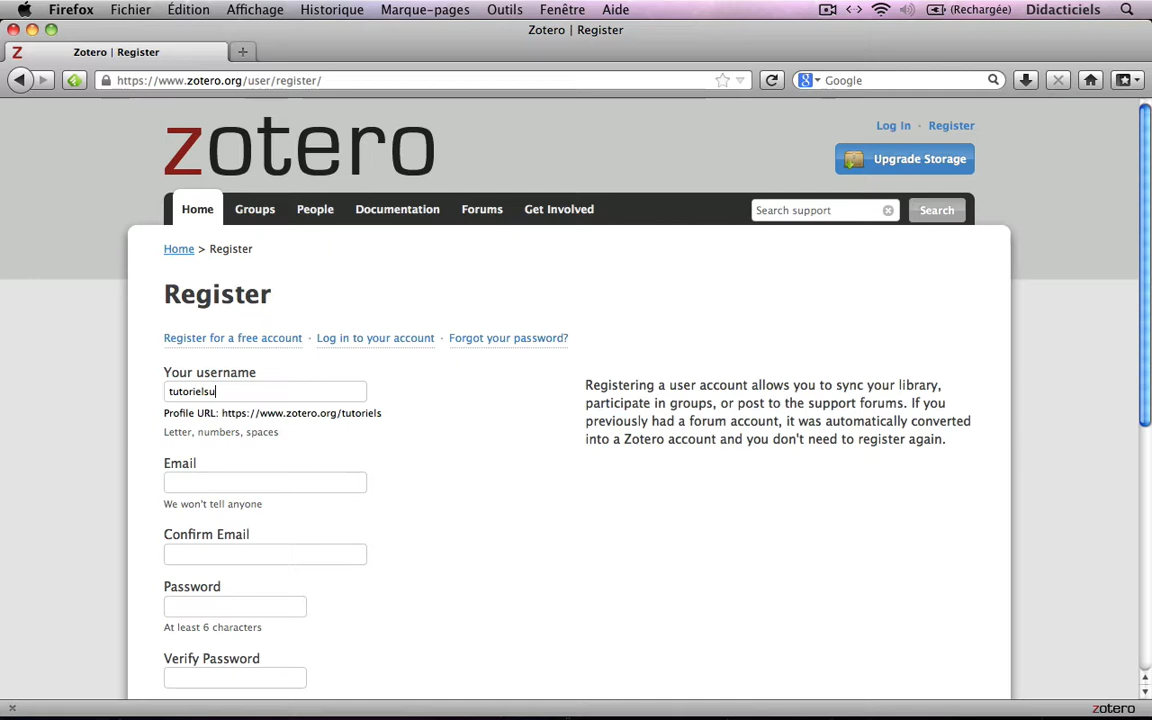 Firefox Fichier Édition Affichage Historique Marque-pages Outils Fenêtre Aide (Rechargée) Didacticiels
Zotero | Register
Zotero | Register
https://www.zotero.org/user/register/
Google
zotero
Log In · Register
Upgrade Storage
Home Groups People Documentation Forums Get Involved
Search support
Search
Home > Register
Register
Register for a free account · Log in to your account · Forgot your password?
Your username
tutorielsu
Profile URL: https://www.zotero.org/tutoriels
Letter, numbers, spaces
Registering a user account allows you to sync your library,
participate in groups, or post to the support forums. If you
previously had a forum account, it was automatically converted
into a Zotero account and you don't need to register again.
Email
We won't tell anyone
Confirm Email
Password
At least 6 characters
Verify Password
zotero